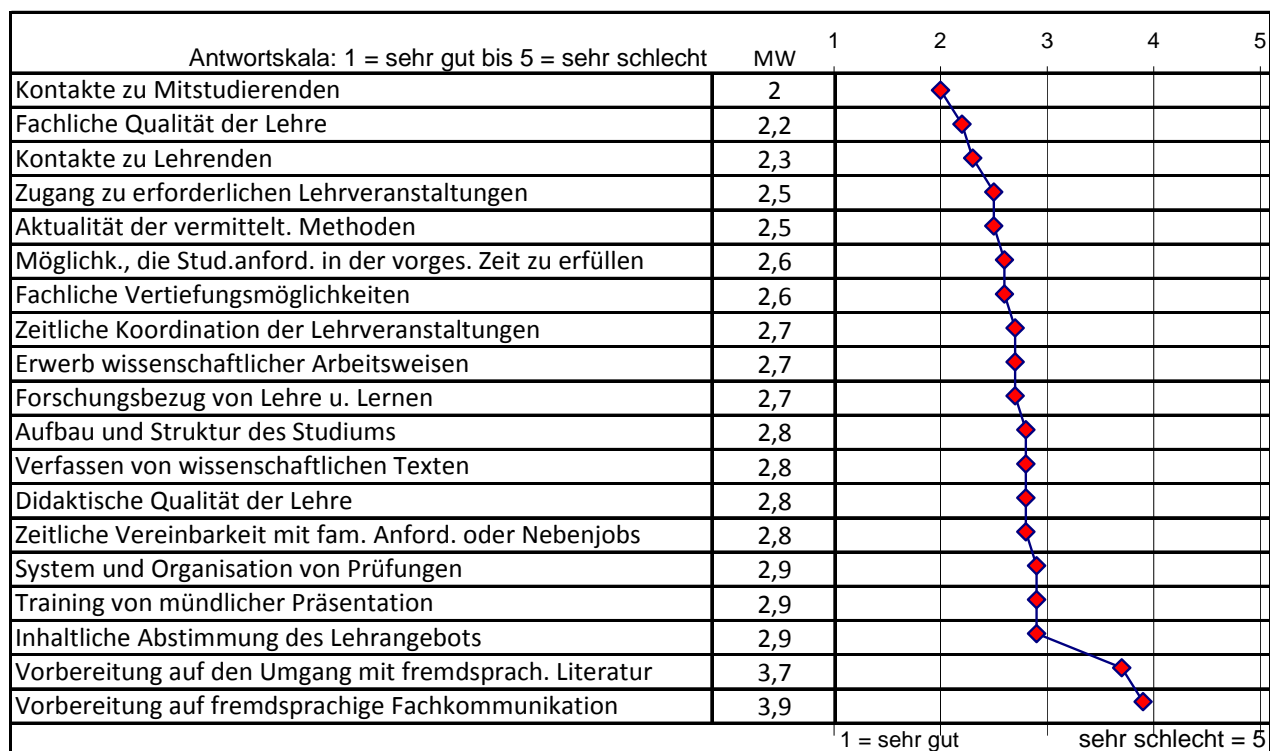 1 2 3 4 5
Antwortskala: 1 = sehr gut bis 5 = sehr schlecht MW
Kontakte zu Mitstudierenden 2
Fachliche Qualität der Lehre 2,2
Kontakte zu Lehrenden 2,3
Zugang zu erforderlichen Lehrveranstaltungen 2,5
Aktualität der vermittelt. Methoden 2,5
Möglichk., die Stud.anford. in der vorges. Zeit zu erfüllen 2,6
Fachliche Vertiefungsmöglichkeiten 2,6
Zeitliche Koordination der Lehrveranstaltungen 2,7
Erwerb wissenschaftlicher Arbeitsweisen 2,7
Forschungsbezug von Lehre u. Lernen 2,7
Aufbau und Struktur des Studiums 2,8
Verfassen von wissenschaftlichen Texten 2,8
Didaktische Qualität der Lehre 2,8
Zeitliche Vereinbarkeit mit fam. Anford. oder Nebenjobs 2,8
System und Organisation von Prüfungen 2,9
Training von mündlicher Präsentation 2,9
Inhaltliche Abstimmung des Lehrangebots 2,9
Vorbereitung auf den Umgang mit fremdsprach. Literatur 3,7
Vorbereitung auf fremdsprachige Fachkommunikation 3,9
1 = sehr gut sehr schlecht = 5